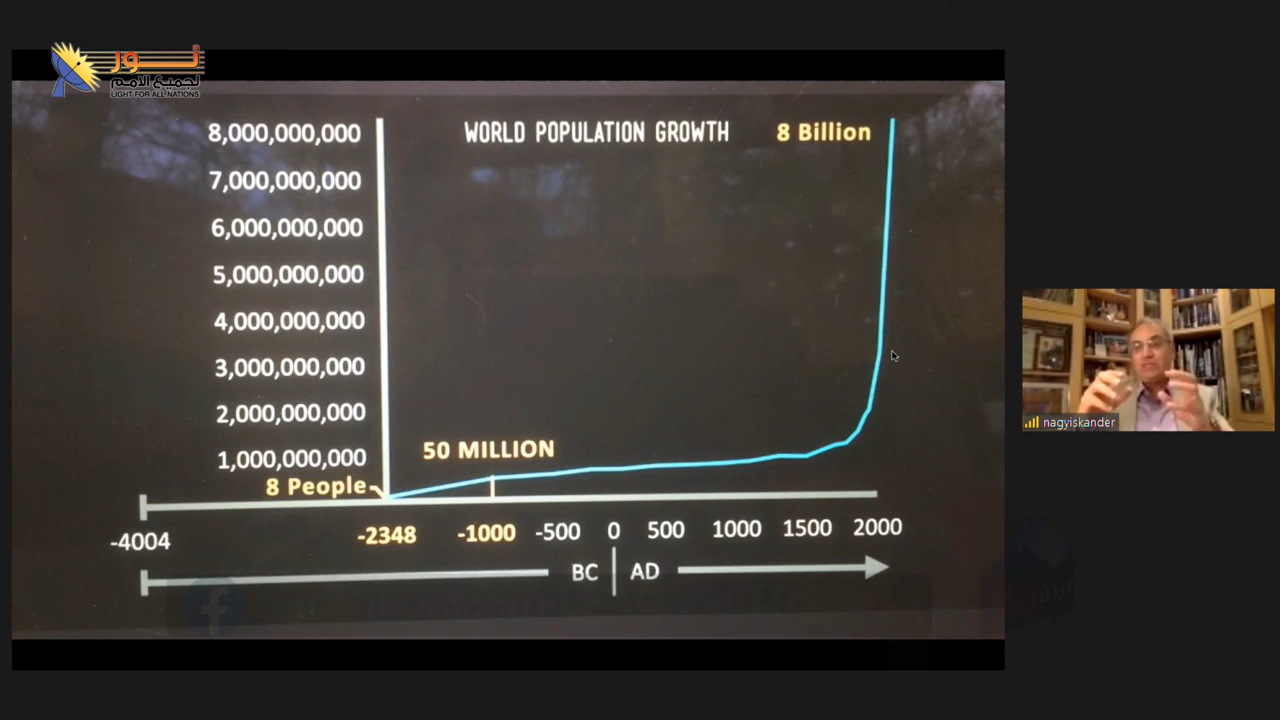 نور
لجميع الامم
LIGHT FOR ALL NATIONS
WORLD POPULATION GROWTH
8 Billion
8,000,000,000
7,000,000,000
6,000,000,000
5,000,000,000
4,000,000,000
3,000,000,000
2,000,000,000
1,000,000,000
50 MILLION
8 People
-4004 -2348 -1000 -500 0 500 1000 1500 2000
BC AD
nagyiskander